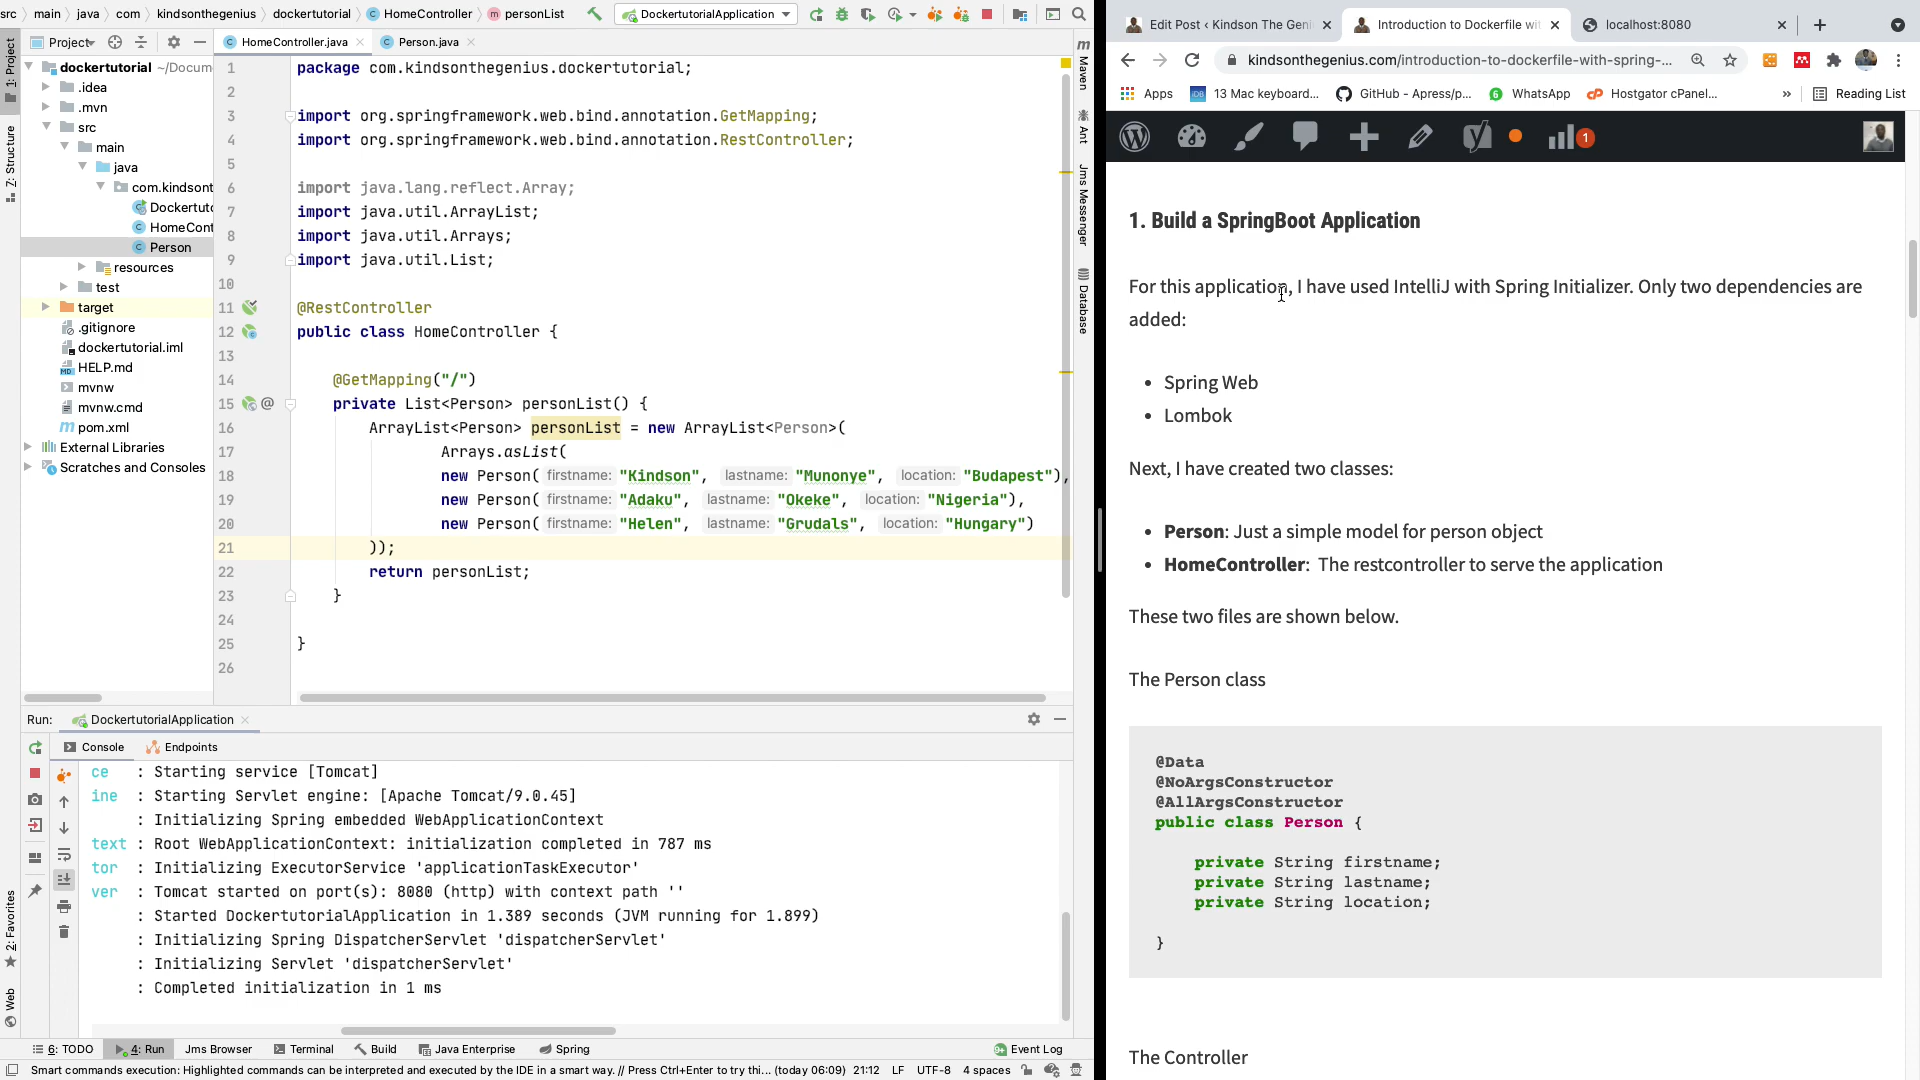 src main java com kindsonthegenius dockertutorial HomeController personList DockertutorialApplication
Project
HomeController.java
Person.java
1: Project
Z: Structure
2: Favorites
Web
dockertutorial ~/Docum
.idea
.mvn
src
main
java
com.kindsont
Dockertuto
HomeCont
Person
resources
test
target
.gitignore
dockertutorial.iml
HELP.md
mvnw
mvnw.cmd
pom.xml
External Libraries
Scratches and Consoles
1 package com.kindsonthegenius.dockertutorial;
2
3 import org.springframework.web.bind.annotation.GetMapping;
4 import org.springframework.web.bind.annotation.RestController;
5
6 import java.lang.reflect.Array;
7 import java.util.ArrayList;
8 import java.util.Arrays;
9 import java.util.List;
10
11 @RestController
12 public class HomeController {
13
14 @GetMapping("/")
15 private List<Person> personList() {
16 ArrayList<Person> personList = new ArrayList<Person>(
17 Arrays.asList(
18 new Person( firstname: "Kindson", lastname: "Munonye", location: "Budapest"),
19 new Person( firstname: "Adaku", lastname: "Okeke", location: "Nigeria"),
20 new Person( firstname: "Helen", lastname: "Grudals", location: "Hungary")
21 ));
22 return personList;
23 }
24
25 }
26
Maven
Ant
Jms Messenger
Database
Run: DockertutorialApplication
Console Endpoints
ce : Starting service [Tomcat]
ine : Starting Servlet engine: [Apache Tomcat/9.0.45]
: Initializing Spring embedded WebApplicationContext
text : Root WebApplicationContext: initialization completed in 787 ms
tor : Initializing ExecutorService 'applicationTaskExecutor'
ver : Tomcat started on port(s): 8080 (http) with context path ''
: Started DockertutorialApplication in 1.389 seconds (JVM running for 1.899)
: Initializing Spring DispatcherServlet 'dispatcherServlet'
: Initializing Servlet 'dispatcherServlet'
: Completed initialization in 1 ms
6: TODO 4: Run Jms Browser Terminal Build Java Enterprise Spring Event Log
Smart commands execution: Highlighted commands can be interpreted and executed by the IDE in a smart way. // Press Ctrl+Enter to try thi... (today 06:09) 21:12 LF UTF-8 4 spaces
Edit Post ‹ Kindson The Geni
Introduction to Dockerfile wit
localhost:8080
kindsonthegenius.com/introduction-to-dockerfile-with-spring-...
Apps 13 Mac keyboard... GitHub - Apress/p... WhatsApp Hostgator cPanel... » Reading List
1
1. Build a SpringBoot Application
For this application, I have used IntelliJ with Spring Initializer. Only two dependencies are
added:
• Spring Web
• Lombok
Next, I have created two classes:
• Person: Just a simple model for person object
• HomeController: The restcontroller to serve the application
These two files are shown below.
The Person class
@Data
@NoArgsConstructor
@AllArgsConstructor
public class Person {
private String firstname;
private String lastname;
private String location;
}
The Controller